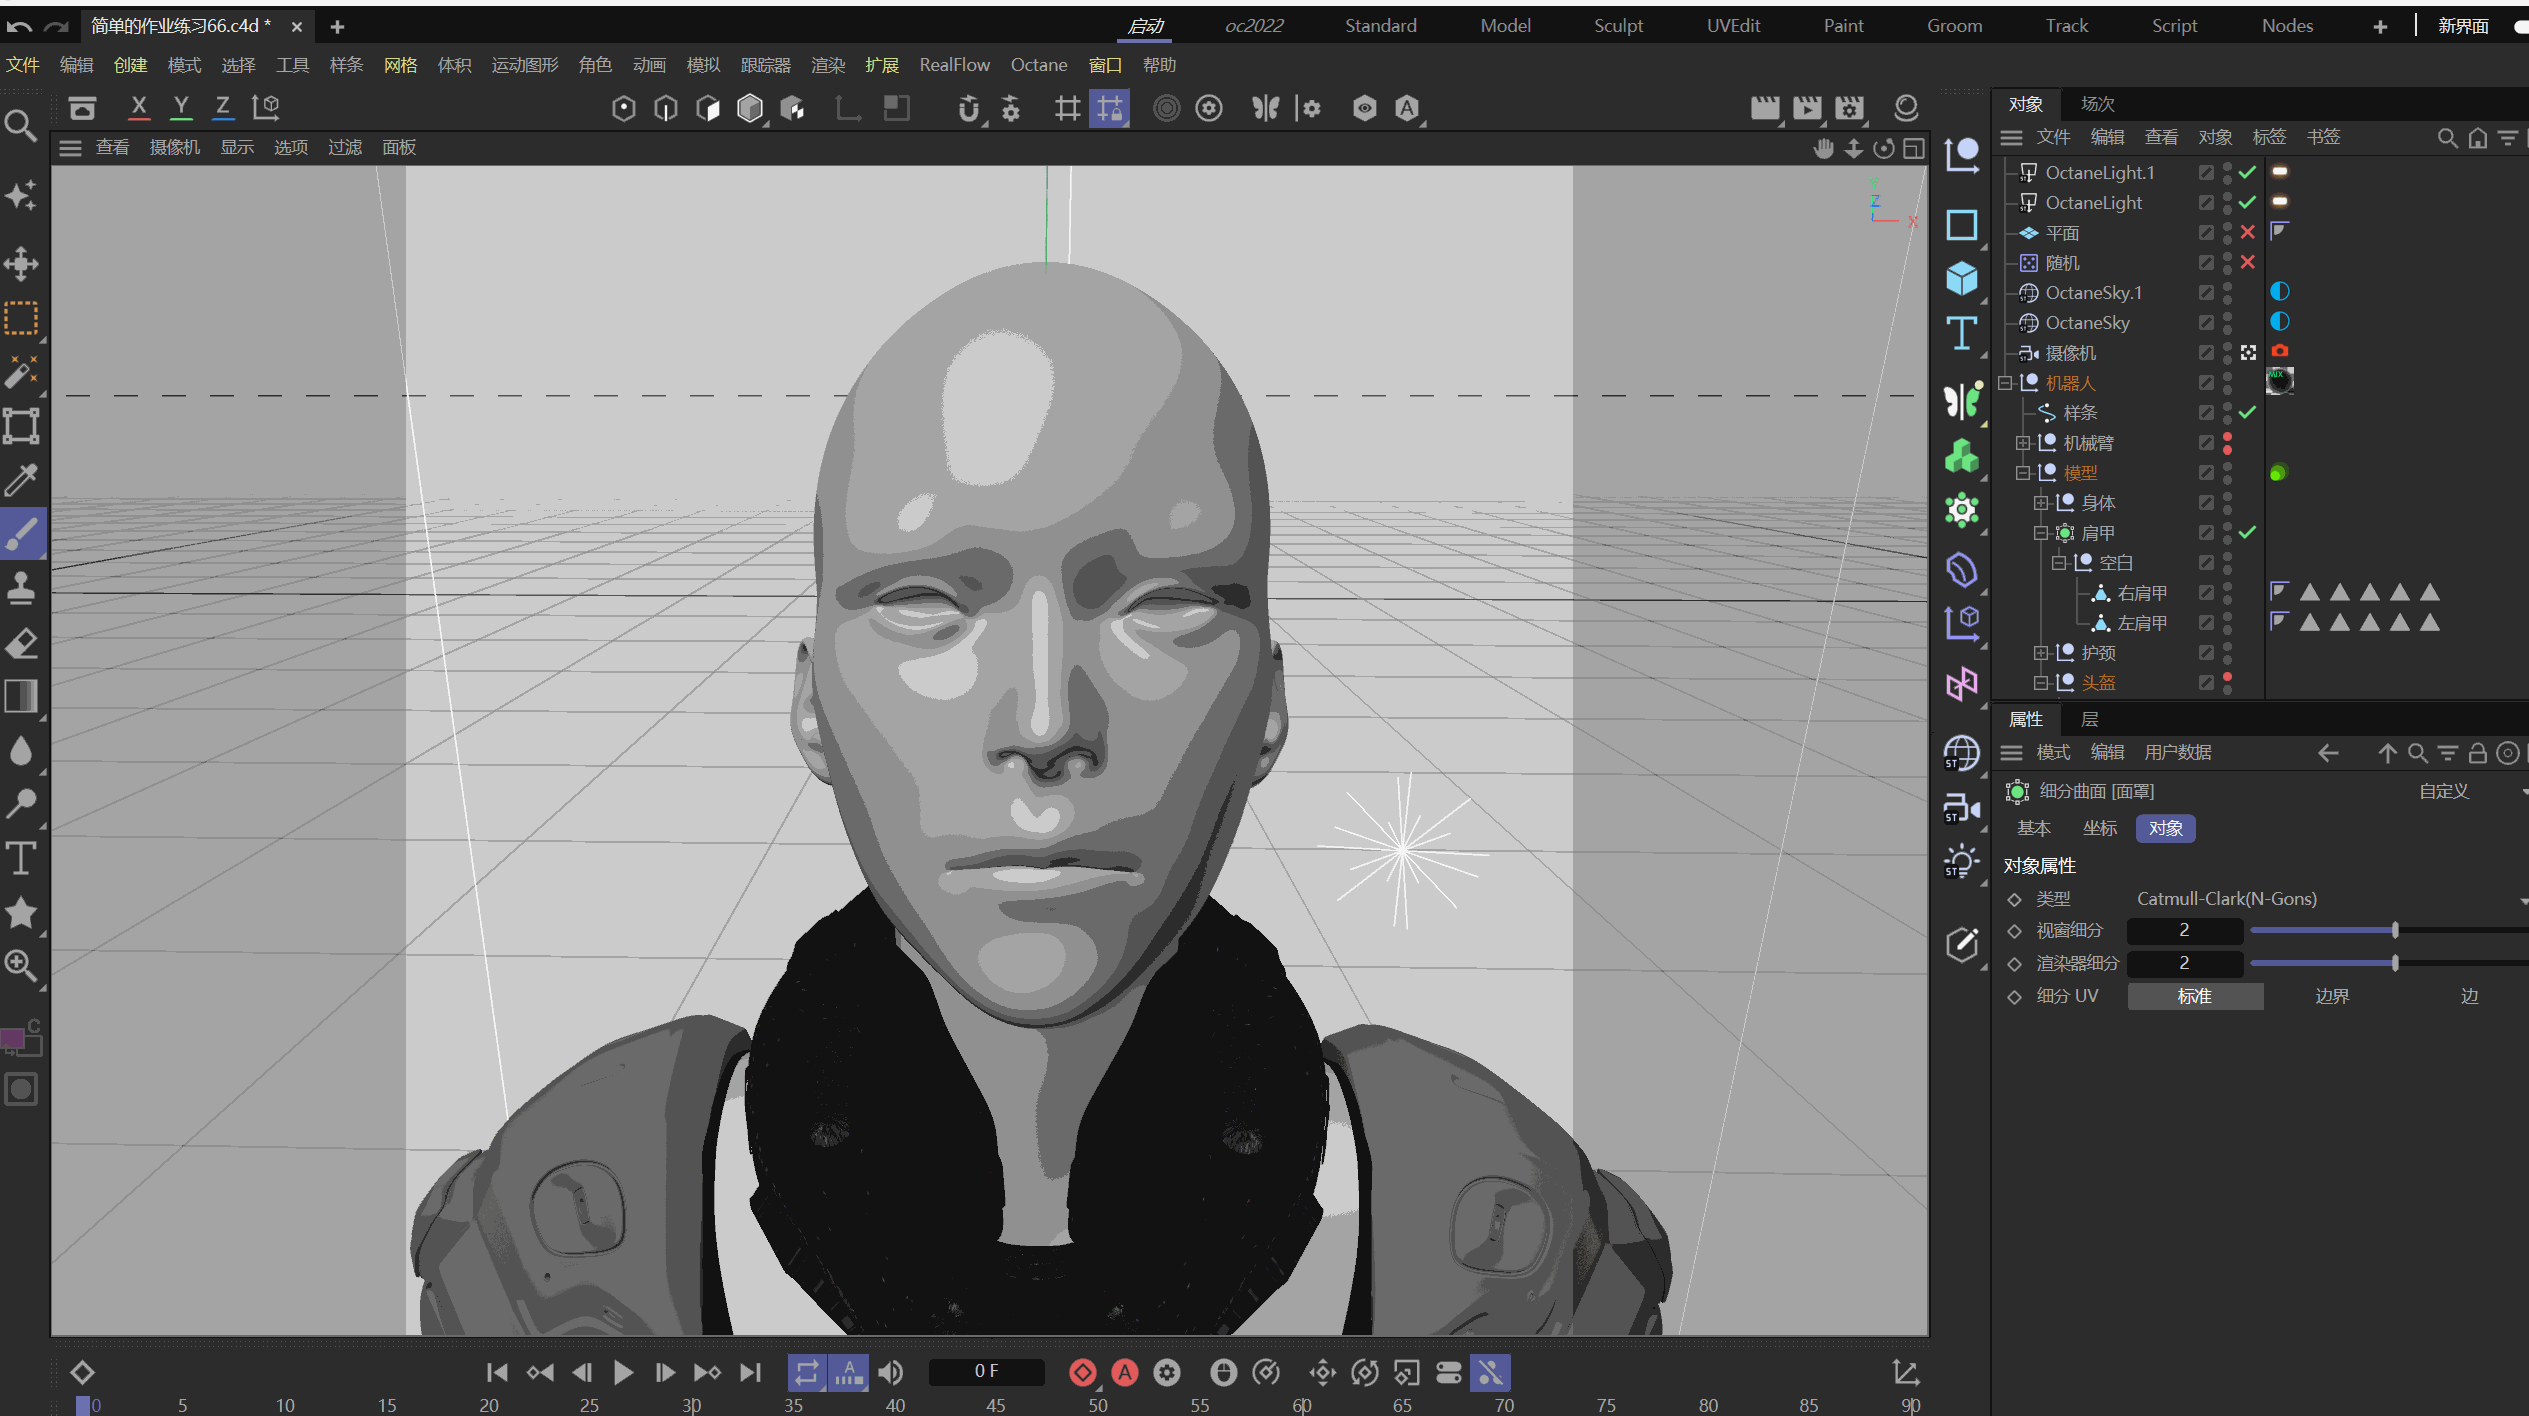 简单的作业练习66.c4d *
启动 oc2022 Standard Model Sculpt UVEdit Paint Groom Track Script Nodes 新界面
文件 编辑 创建 模式 选择 工具 样条 网格 体积 运动图形 角色 动画 模拟 跟踪器 渲染 扩展 RealFlow Octane 窗口 帮助
X Y Z
查看 摄像机 显示 选项 过滤 面板
Y
Z
X
对象 场次
文件 编辑 查看 对象 标签 书签
OctaneLight.1
OctaneLight
平面
随机
OctaneSky.1
OctaneSky
摄像机
机器人
样条
机械臂
模型
身体
肩甲
空白
右肩甲
左肩甲
护颈
头盔
属性 层
模式 编辑 用户数据
细分曲面 [面罩] 自定义
基本 坐标 对象
对象属性
类型 Catmull-Clark(N-Gons)
视窗细分 2
渲染器细分 2
细分 UV 标准 边界 边
0 F
0 5 10 15 20 25 30 35 40 45 50 55 60 65 70 75 80 85 90